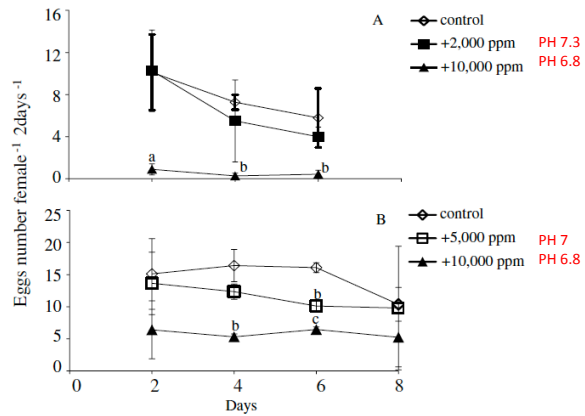 Eggs number female⁻¹ 2days⁻¹
16
12
8
4
0
A
control
+2,000 ppm PH 7.3
+10,000 ppm PH 6.8
a
b
b
25
20
15
10
5
0
B
control
+5,000 ppm PH 7
+10,000 ppm PH 6.8
b
b
c
0 2 4 6 8
Days